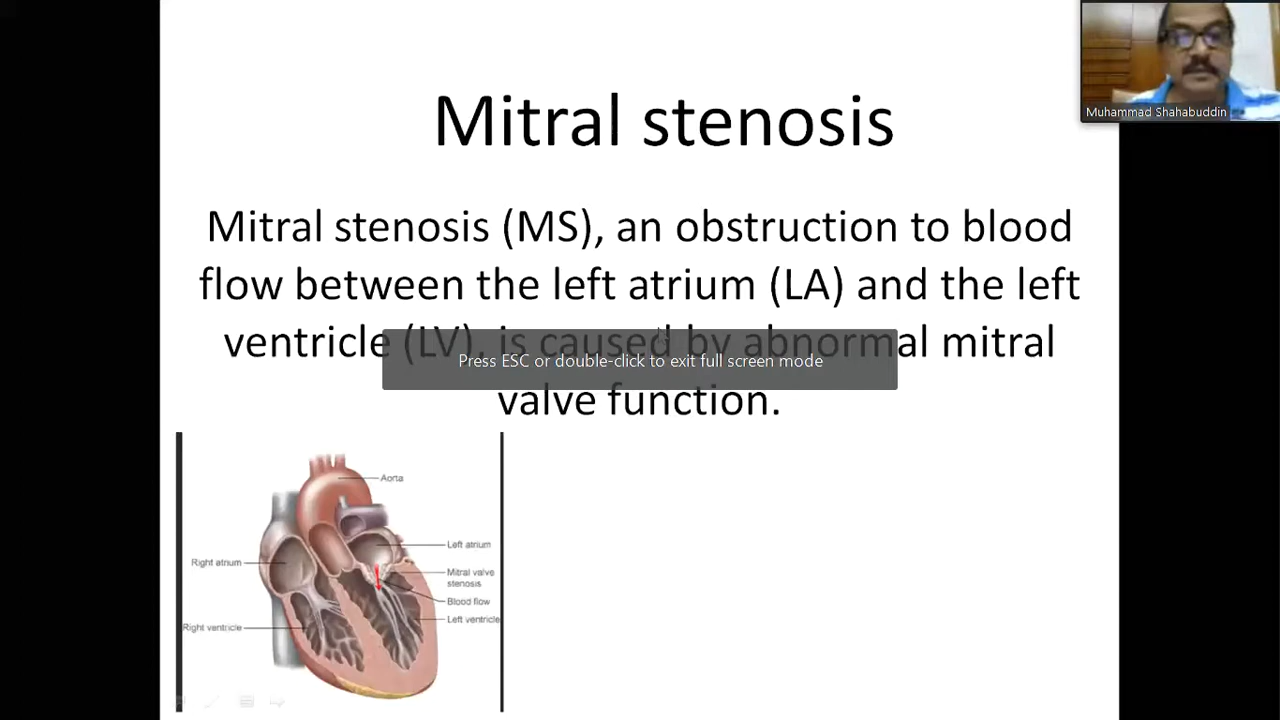 Muhammad Shahabuddin
Mitral stenosis
Mitral stenosis (MS), an obstruction to blood
flow between the left atrium (LA) and the left
ventricle (LV), is caused by abnormal mitral
Press ESC or double-click to exit full screen mode
valve function.
Aorta
Left atrium
Right atrium
Mitral valve
stenosis
Blood flow
Left ventricle
Right ventricle